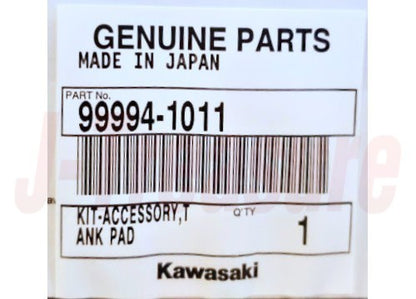 GENUINE PARTS
MADE IN JAPAN
PART No.
99994-1011
KIT-ACCESSORY,T Q'TY
ANK PAD 1
Kawasaki